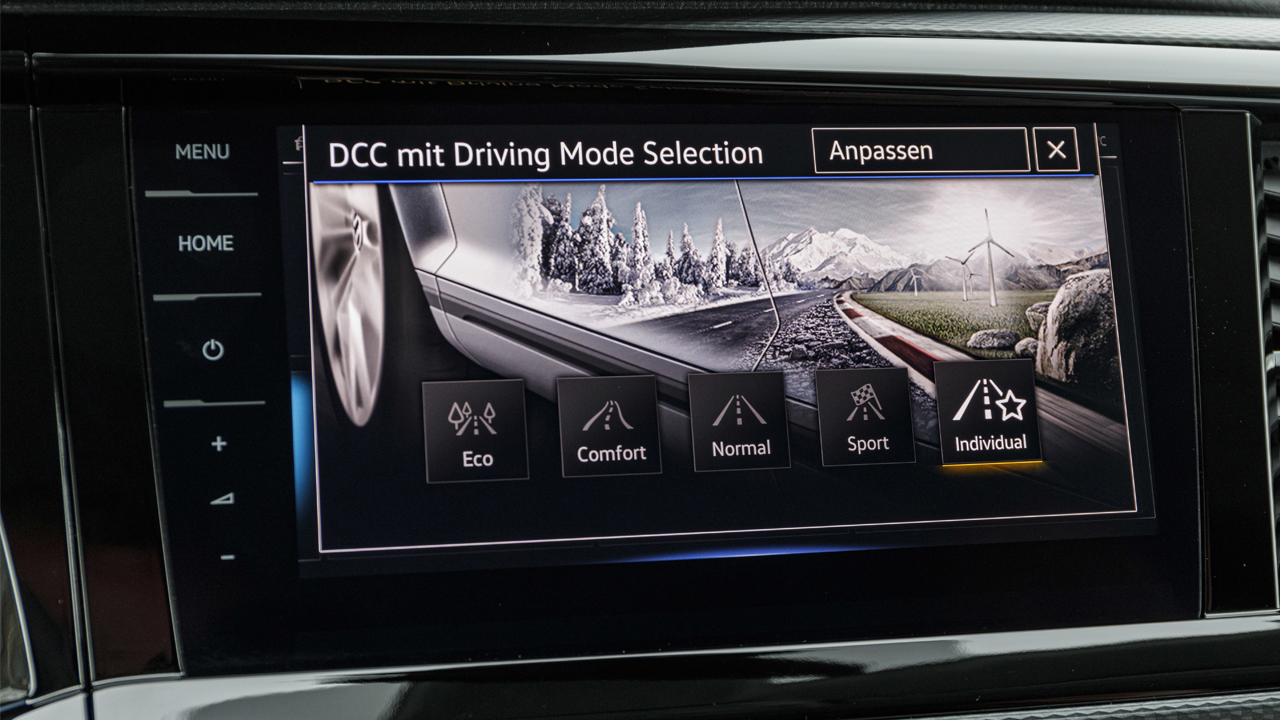 MENU
HOME
DCC mit Driving Mode Selection
Anpassen
Eco
Comfort
Normal
Sport
Individual